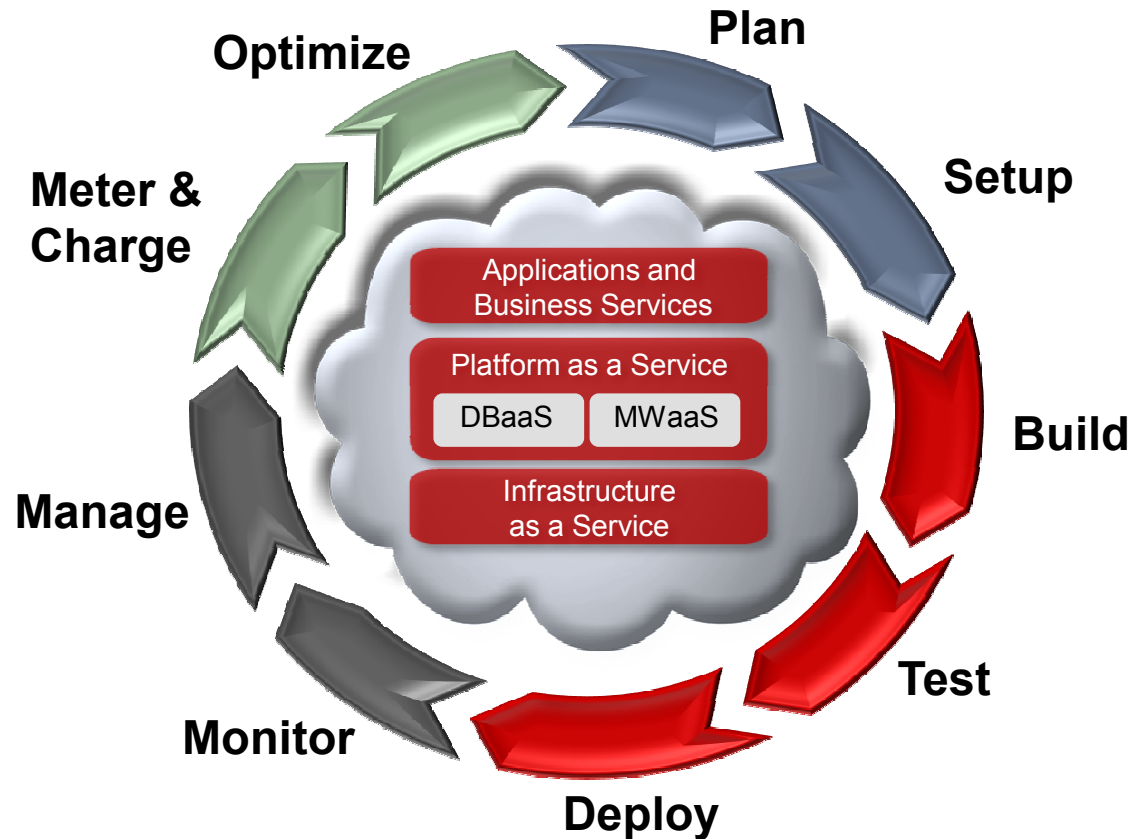 Plan
Setup
Build
Test
Deploy
Monitor
Manage
Meter &
Charge
Optimize
Applications and
Business Services
Platform as a Service
DBaaS
MWaaS
Infrastructure
as a Service